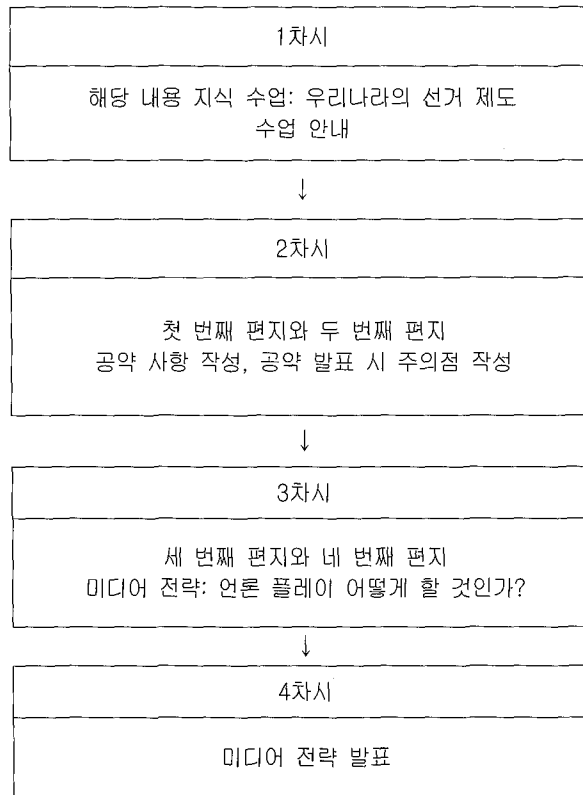 1차시
해당 내용 지식 수업: 우리나라의 선거 제도
수업 안내
↓
2차시
첫 번째 편지와 두 번째 편지
공약 사항 작성, 공약 발표 시 주의점 작성
↓
3차시
세 번째 편지와 네 번째 편지
미디어 전략: 언론 플레이 어떻게 할 것인가?
↓
4차시
미디어 전략 발표